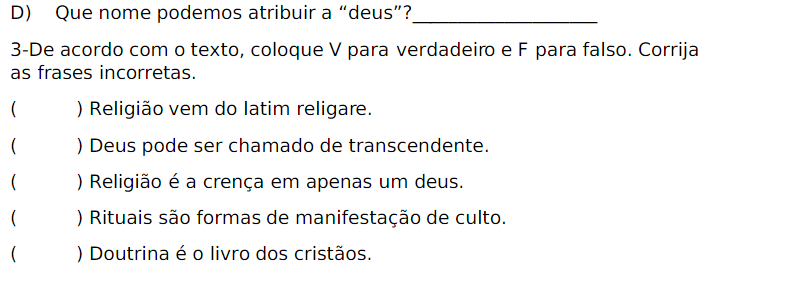 D) Que nome podemos atribuir a “deus”?____________________
3-De acordo com o texto, coloque V para verdadeiro e F para falso. Corrija
as frases incorretas.
( ) Religião vem do latim religare.
( ) Deus pode ser chamado de transcendente.
( ) Religião é a crença em apenas um deus.
( ) Rituais são formas de manifestação de culto.
( ) Doutrina é o livro dos cristãos.